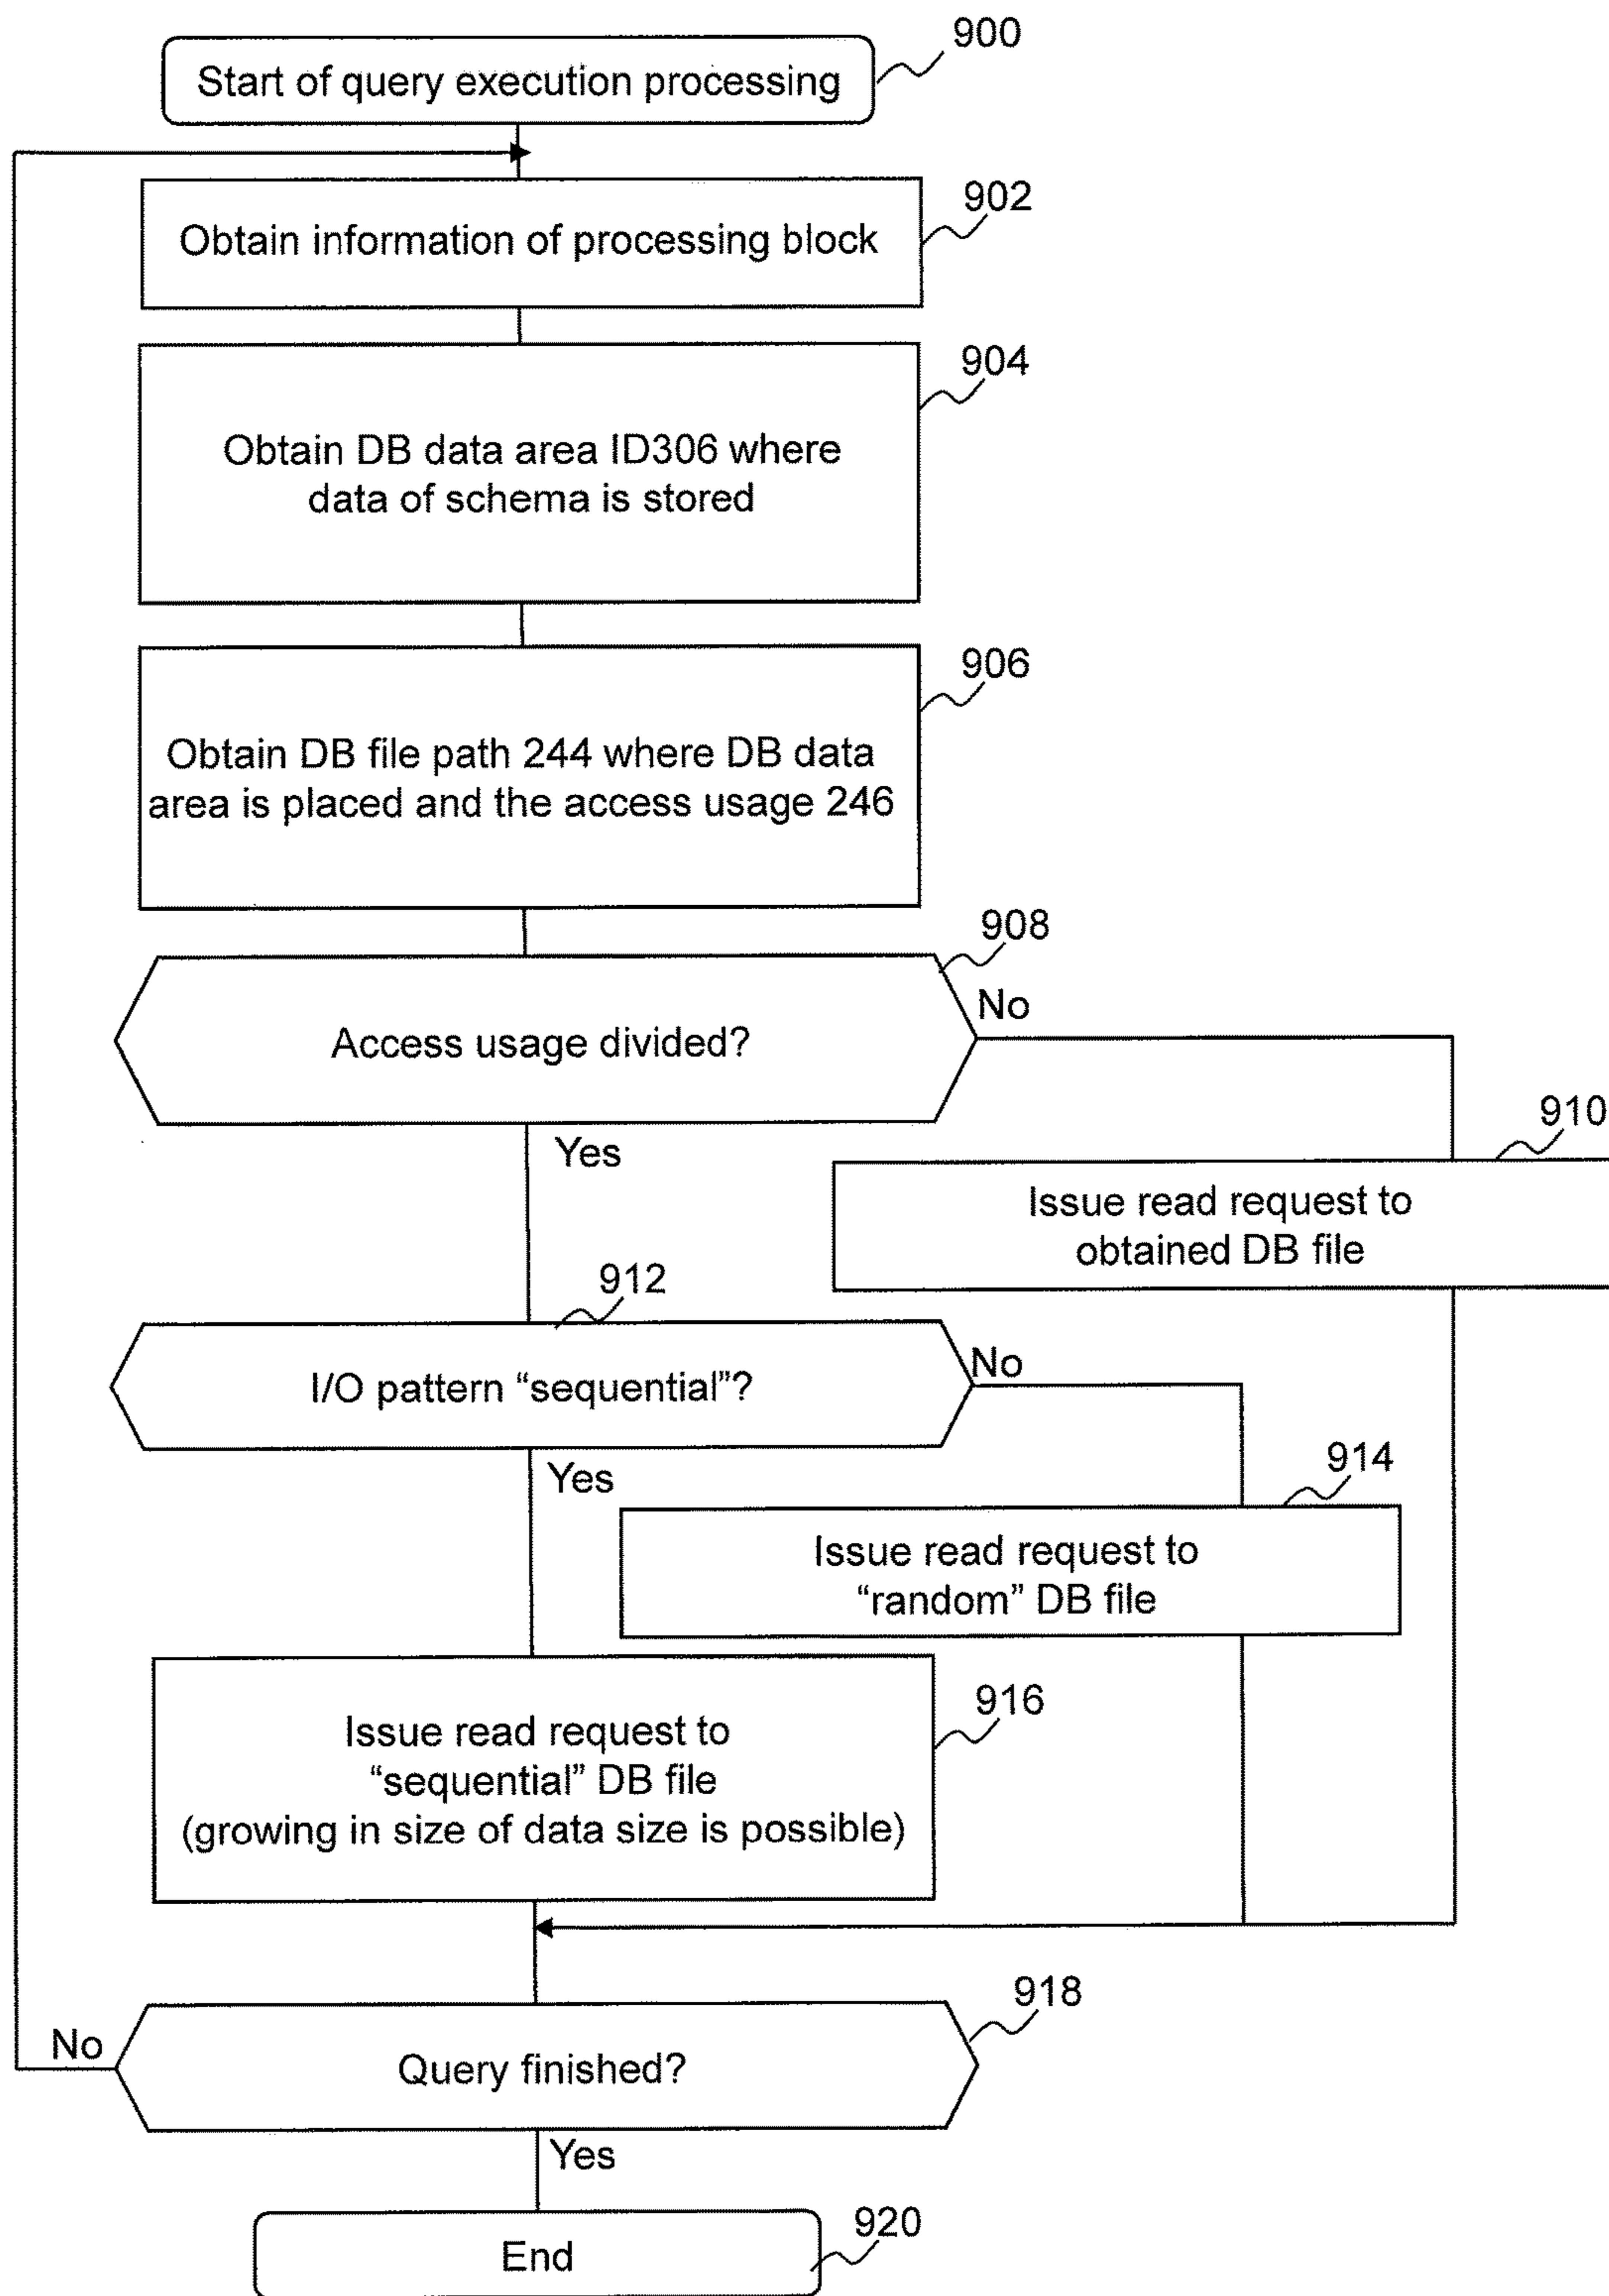 900
Start of query execution processing
902
Obtain information of processing block
904
Obtain DB data area ID306 where
data of schema is stored
906
Obtain DB file path 244 where DB data
area is placed and the access usage 246
908
No
Access usage divided?
Yes
910
Issue read request to
obtained DB file
912
No
I/O pattern “sequential”?
Yes
914
Issue read request to
“random” DB file
916
Issue read request to
“sequential” DB file
(growing in size of data size is possible)
918
No
Query finished?
Yes
920
End